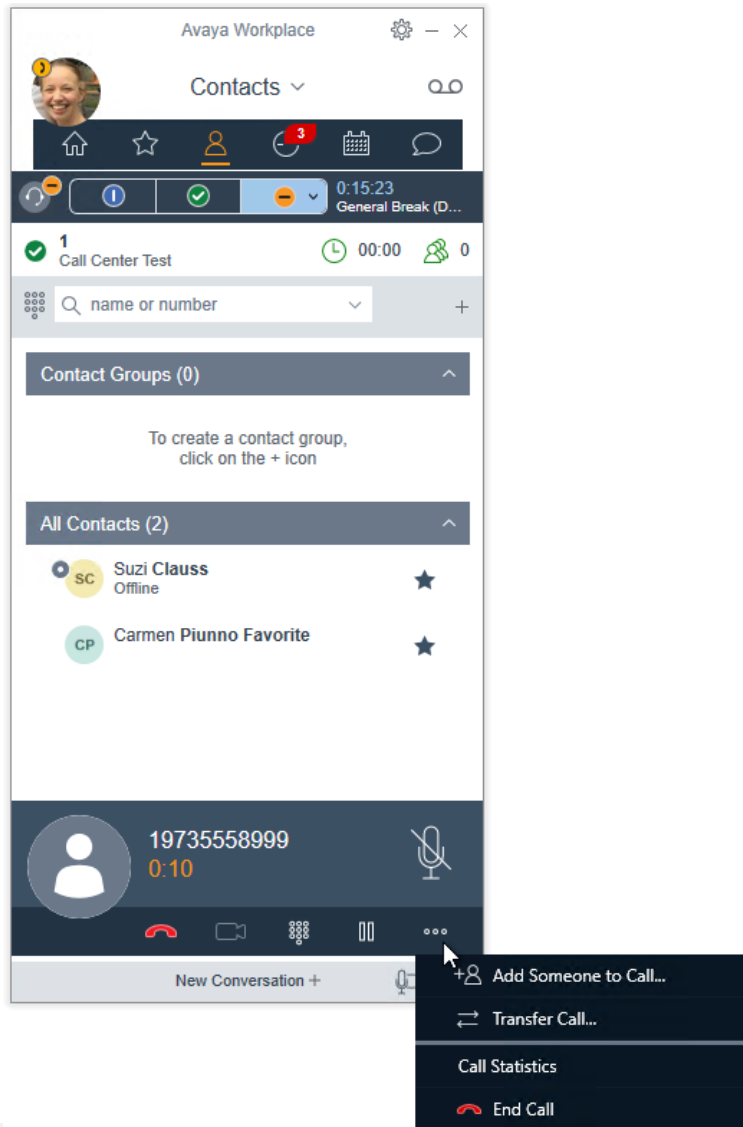 Avaya Workplace
Contacts
3
0:15:23
General Break (D...
1
Call Center Test
00:00
0
name or number
+
Contact Groups (0)
To create a contact group,
click on the + icon
All Contacts (2)
SC
Suzi Clauss
Offline
CP
Carmen Piunno Favorite
19735558999
0:10
New Conversation +
Add Someone to Call...
Transfer Call...
Call Statistics
End Call